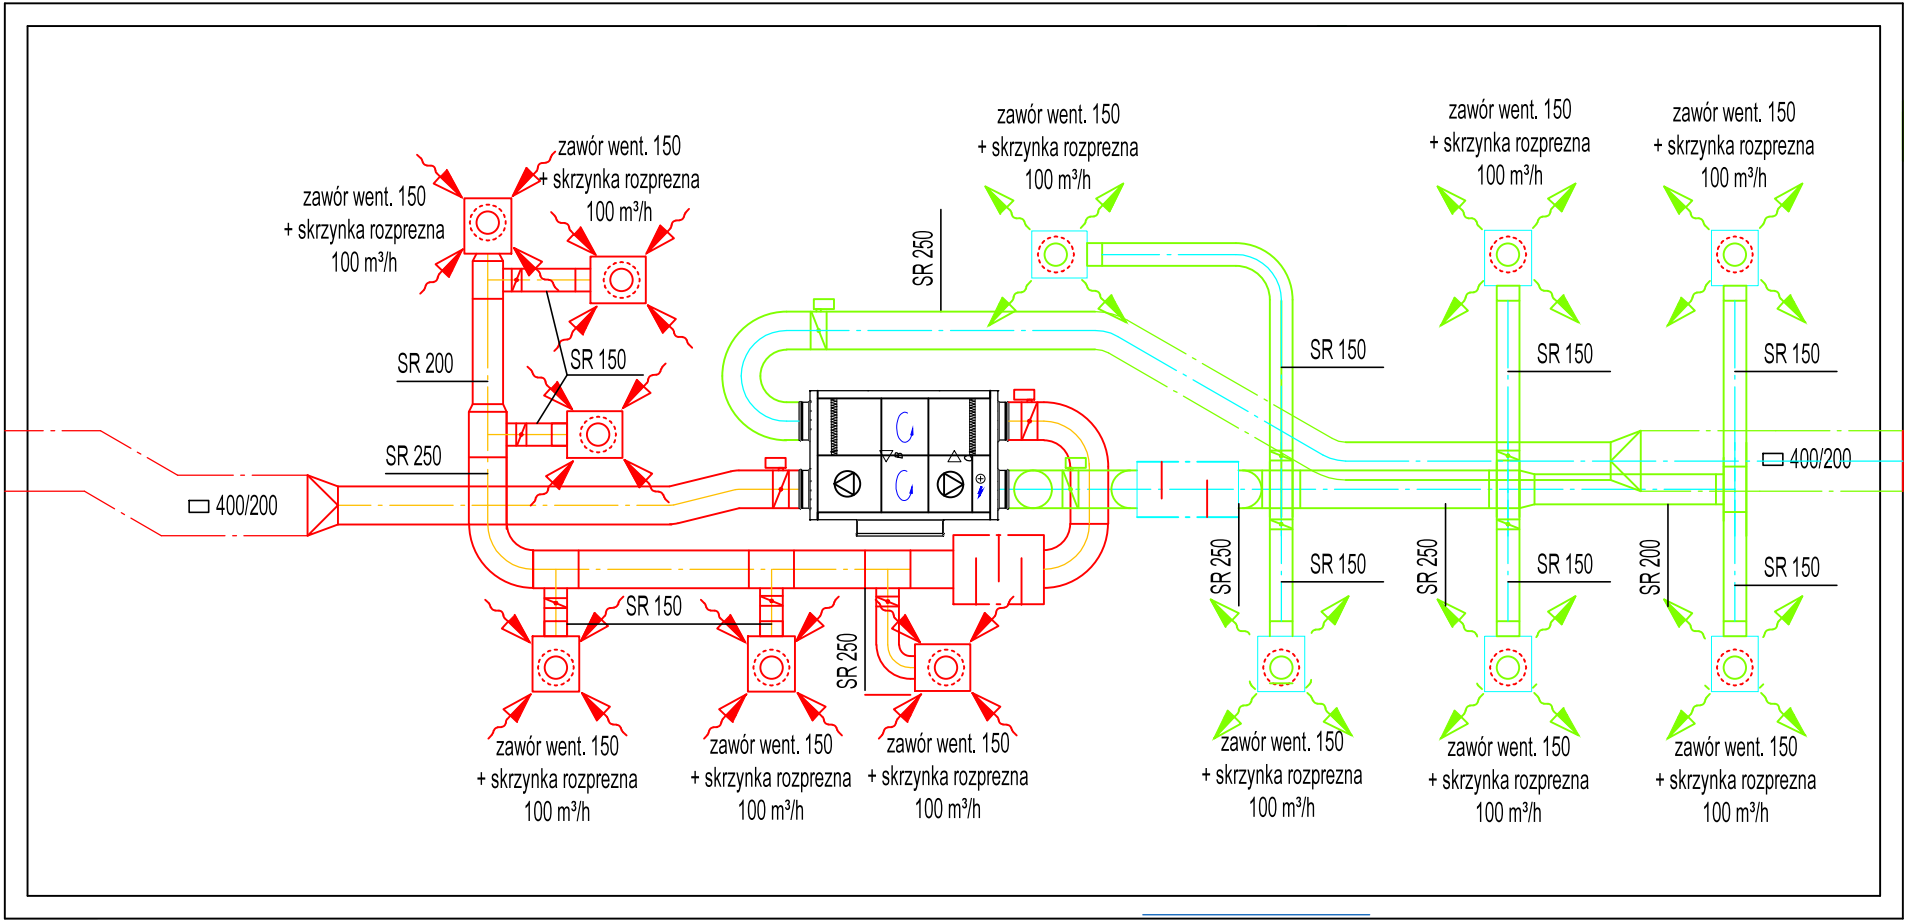 zawór went. 150
+ skrzynka rozprezna
100 m³/h
zawór went. 150
+ skrzynka rozprezna
100 m³/h
zawór went. 150
+ skrzynka rozprezna
100 m³/h
zawór went. 150
+ skrzynka rozprezna
100 m³/h
zawór went. 150
+ skrzynka rozprezna
100 m³/h
SR 250
SR 200
SR 150
SR 150
SR 150
SR 150
SR 250
400/200
400/200
SR 150
SR 250
SR 250
SR 150
SR 250
SR 150
SR 200
SR 150
zawór went. 150
+ skrzynka rozprezna
100 m³/h
zawór went. 150
+ skrzynka rozprezna
100 m³/h
zawór went. 150
+ skrzynka rozprezna
100 m³/h
zawór went. 150
+ skrzynka rozprezna
100 m³/h
zawór went. 150
+ skrzynka rozprezna
100 m³/h
zawór went. 150
+ skrzynka rozprezna
100 m³/h